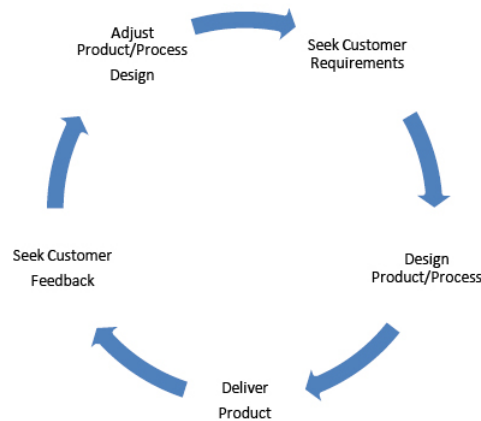 Adjust
Product/Process
Design
Seek Customer
Requirements
Design
Product/Process
Deliver
Product
Seek Customer
Feedback